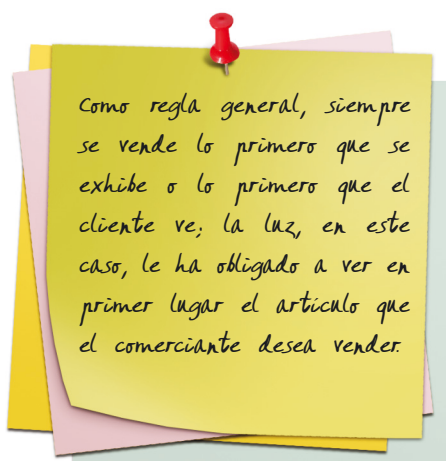 Como regla general, siempre
se vende lo primero que se
exhibe o lo primero que el
cliente ve; la luz, en este
caso, le ha obligado a ver en
primer lugar el artículo que
el comerciante desea vender.